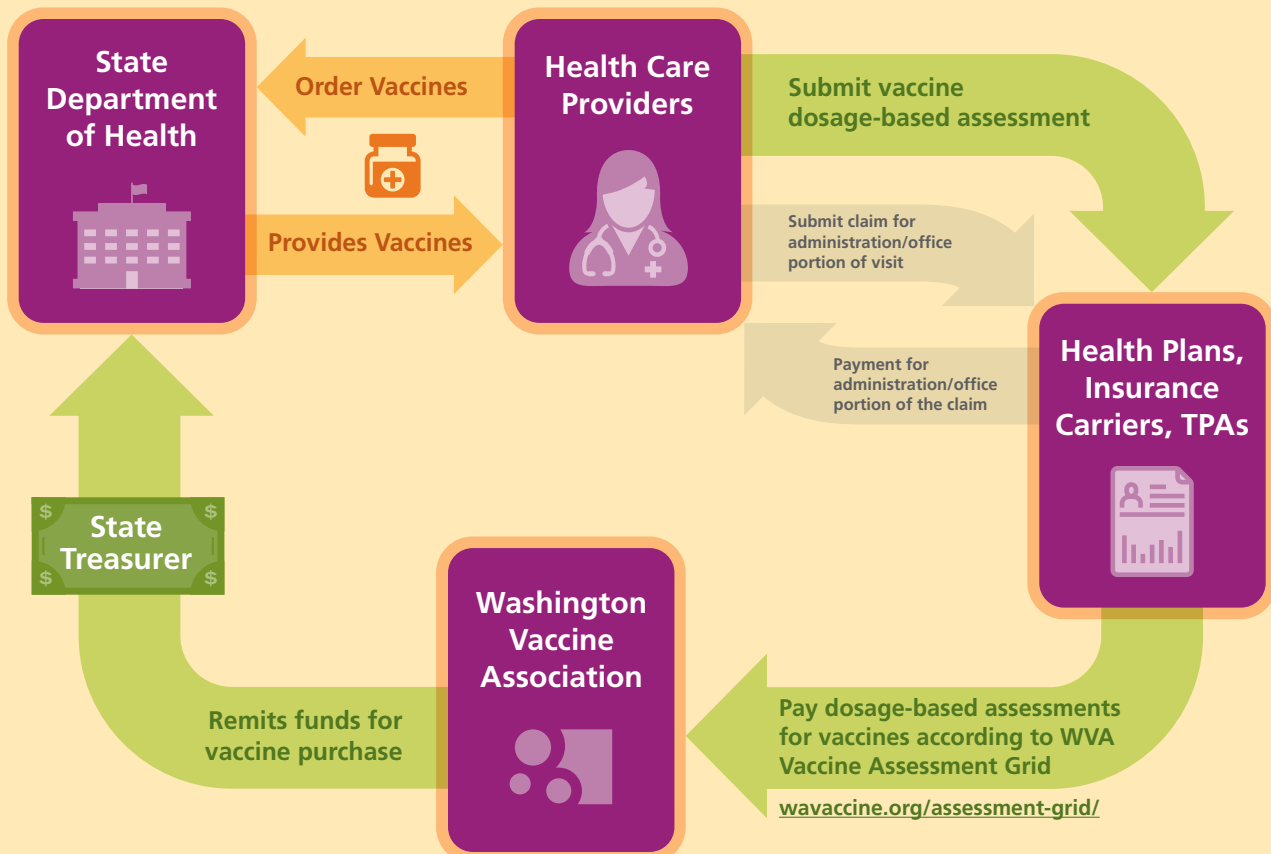 State
Department
of Health
Order Vaccines
Provides Vaccines
Health Care
Providers
Submit vaccine
dosage-based assessment
Submit claim for
administration/office
portion of visit
Payment for
administration/office
portion of the claim
Health Plans,
Insurance
Carriers, TPAs
Pay dosage-based assessments
for vaccines according to WVA
Vaccine Assessment Grid
wavaccine.org/assessment-grid/
Washington
Vaccine
Association
Remits funds for
vaccine purchase
$ $
State
Treasurer
$ $